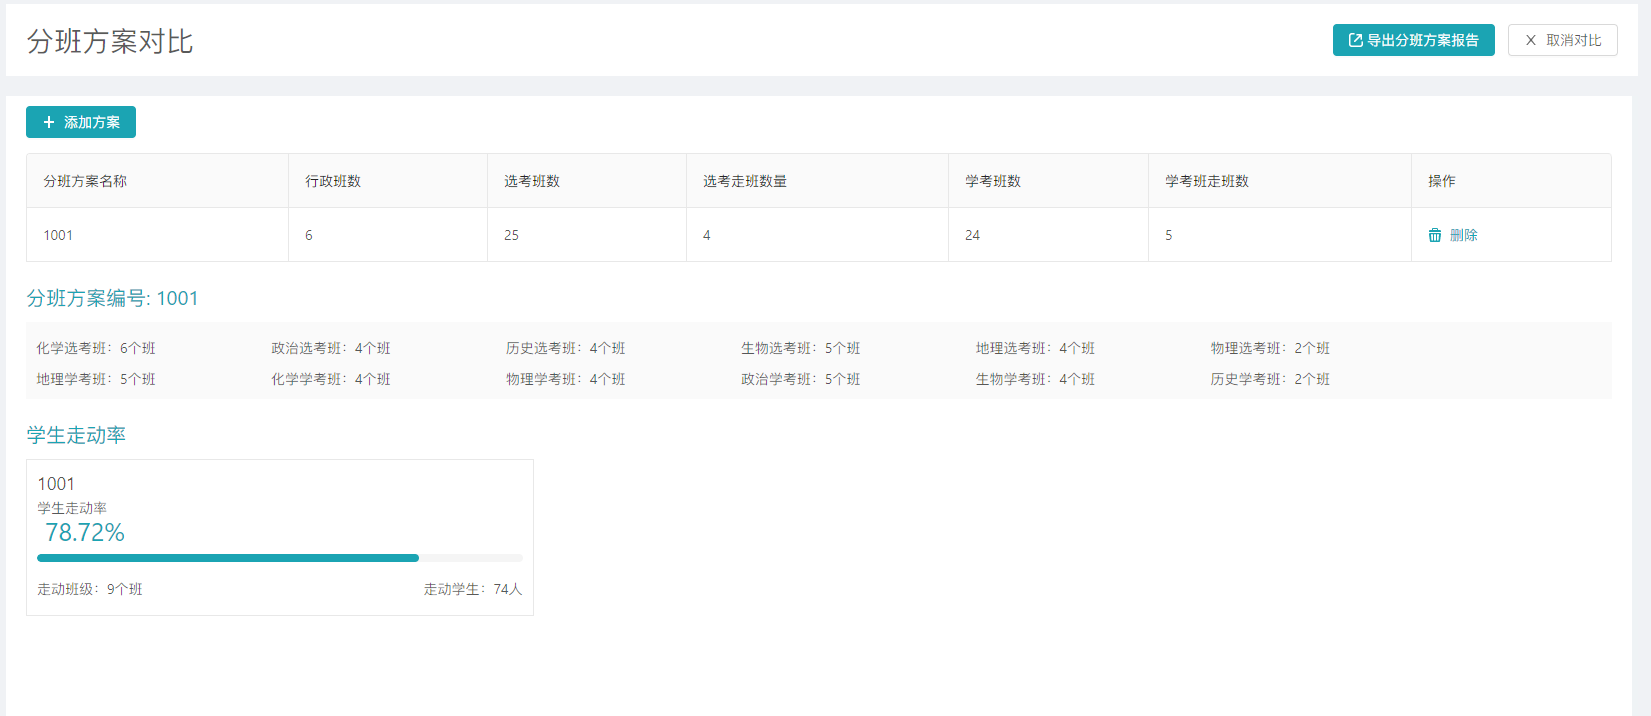 分班方案对比
导出分班方案报告 取消对比
添加方案
分班方案名称 行政班数 选考班数 选考走班数量 学考班数 学考班走班数 操作
1001 6 25 4 24 5 删除
分班方案编号: 1001
化学选考班：6个班 政治选考班：4个班 历史选考班：4个班 生物选考班：5个班 地理选考班：4个班 物理选考班：2个班
地理学考班：5个班 化学学考班：4个班 物理学考班：4个班 政治学考班：5个班 生物学考班：4个班 历史学考班：2个班
学生走动率
1001
学生走动率
78.72%
走动班级：9个班 走动学生：74人